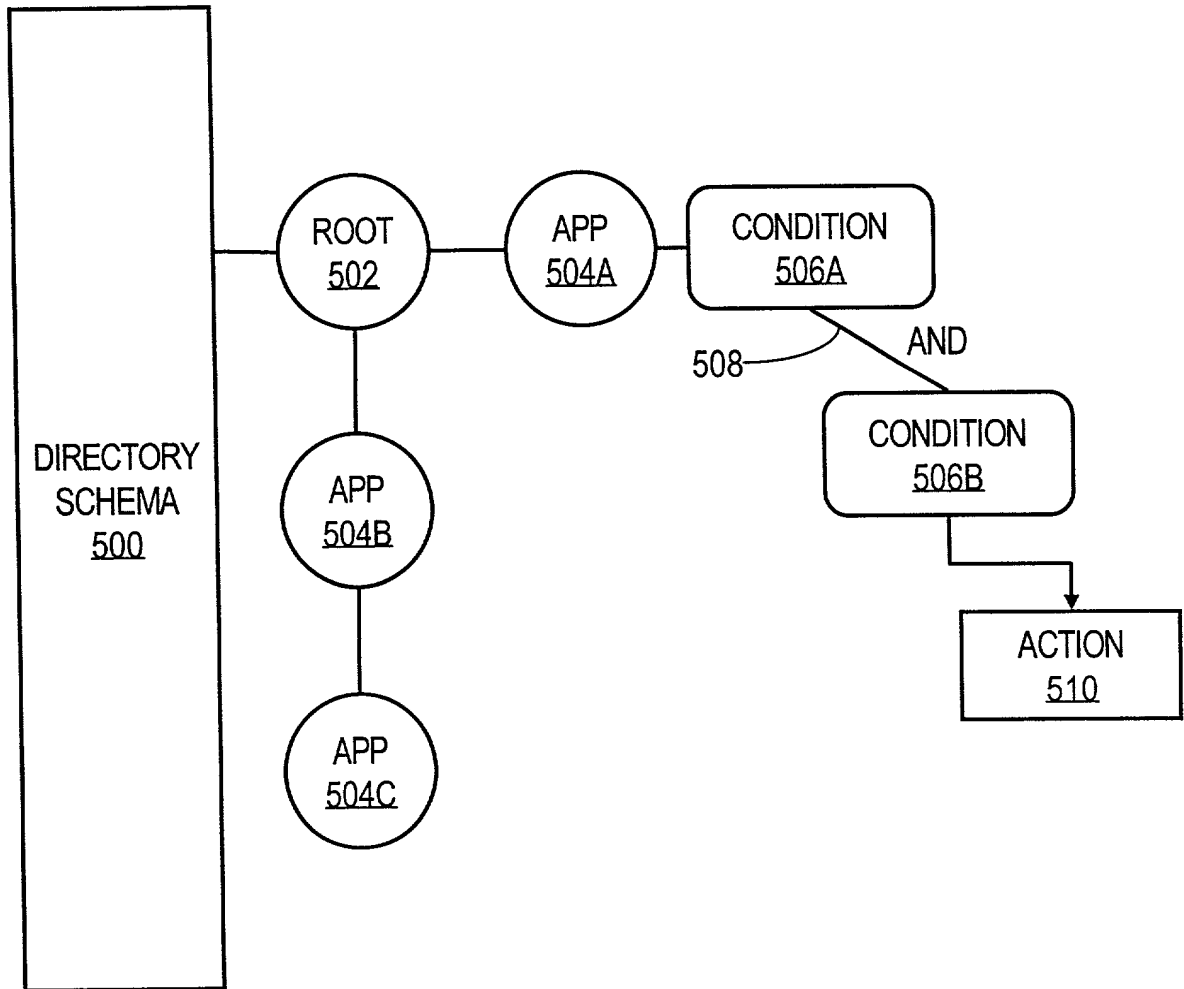 ROOT
502
APP
504A
CONDITION
506A
508
AND
DIRECTORY
SCHEMA
500
APP
504B
CONDITION
506B
ACTION
510
APP
504C